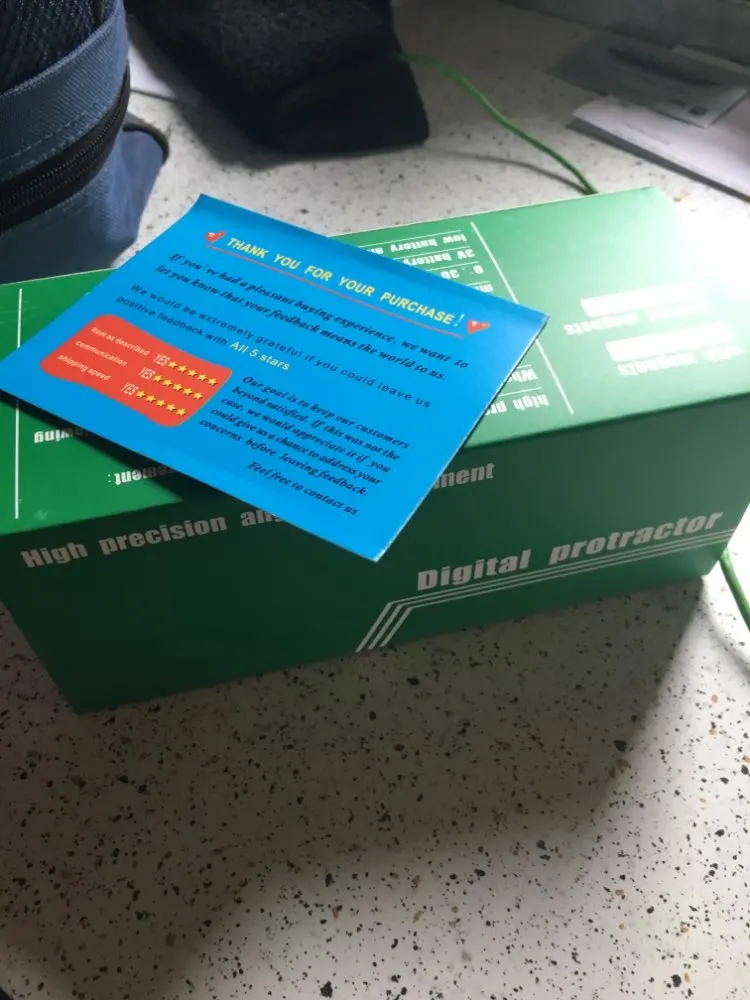 THANK YOU FOR YOUR PURCHASE!
If you've had a pleasant buying experience, we want to
let you know that your feedback means the world to us.
We would be extremely grateful if you could leave us
positive feedback with All 5 stars
Item as described YES ★★★★★
communication YES ★★★★★
shipping speed YES ★★★★★
Our goal is to keep our customers
beyond satisfied. If this was not the
case, we would appreciate it if you
could give us a chance to address your
concerns before leaving feedback.
Feel free to contact us
low battery
3V battery
high
High precision
Digital protractor